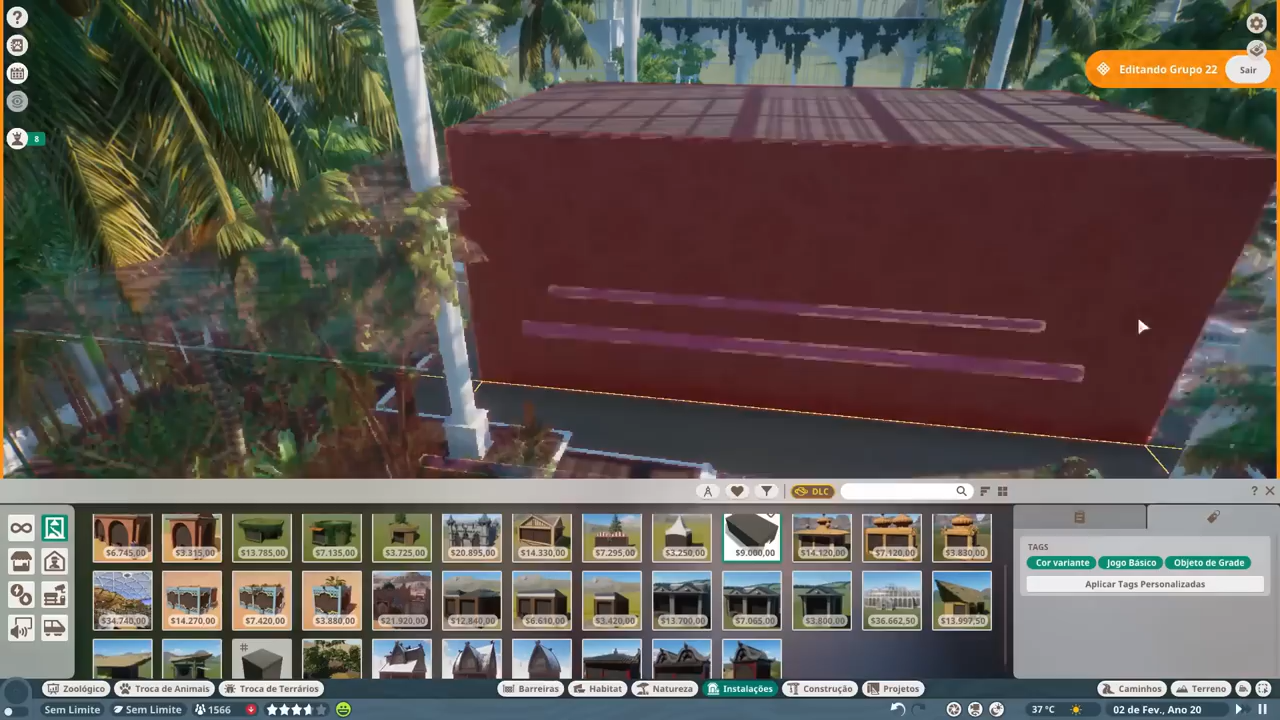 ?
Editando Grupo 22
Sair
8
DLC
?
$6.745,00
$3.315,00
$13.785,00
$7.135,00
$3.725,00
$20.895,00
$14.330,00
$7.295,00
$3.250,00
$9.000,00
$14.120,00
$7.120,00
$3.830,00
TAGS
Cor variante
Jogo Básico
Objeto de Grade
Aplicar Tags Personalizadas
$34.740,00
$14.270,00
$7.420,00
$3.880,00
$21.920,00
$12.840,00
$6.610,00
$3.420,00
$13.700,00
$7.065,00
$3.800,00
$36.662,50
$13.997,50
Zoológico
Troca de Animais
Troca de Terrários
Barreiras
Habitat
Natureza
Instalações
Construção
Projetos
Caminhos
Terreno
Sem Limite
Sem Limite
1566
37 °C
02 de Fev., Ano 20